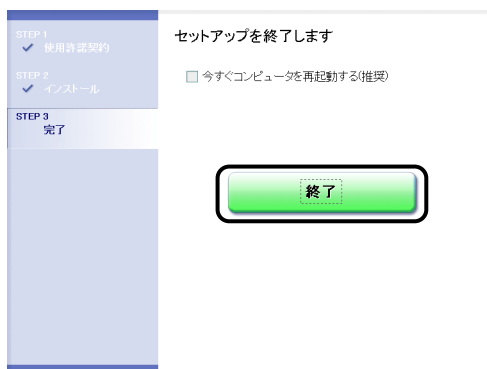 STEP 1
使用許諾契約
STEP 2
インストール
STEP 3
完了
セットアップを終了します
今すぐコンピュータを再起動する(推奨)
終了